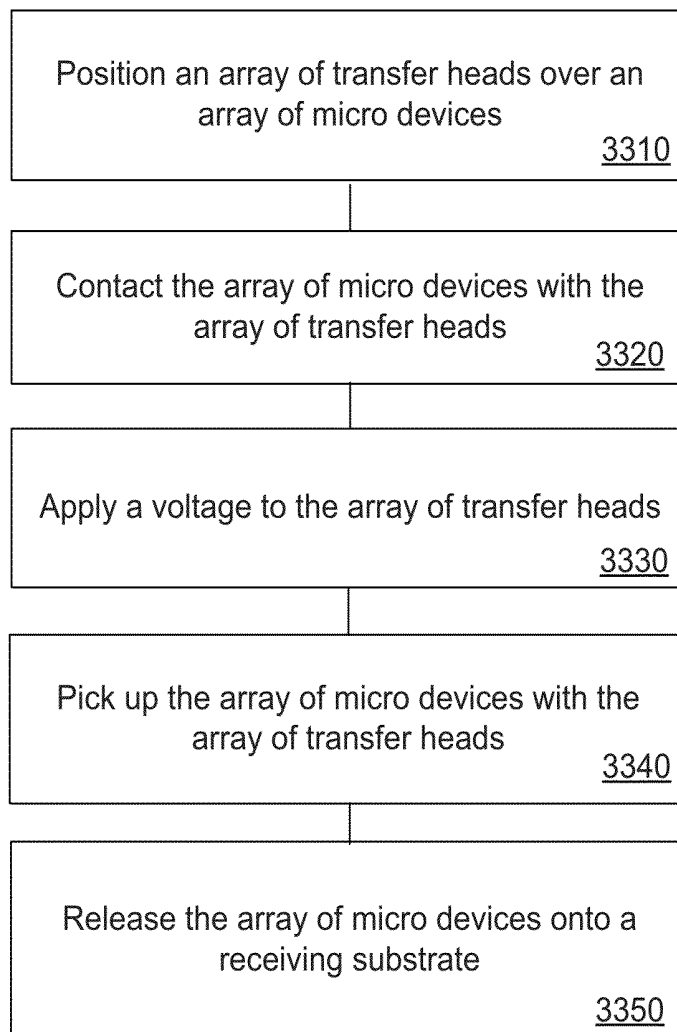 Position an array of transfer heads over an
array of micro devices
3310
Contact the array of micro devices with the
array of transfer heads
3320
Apply a voltage to the array of transfer heads
3330
Pick up the array of micro devices with the
array of transfer heads
3340
Release the array of micro devices onto a
receiving substrate
3350